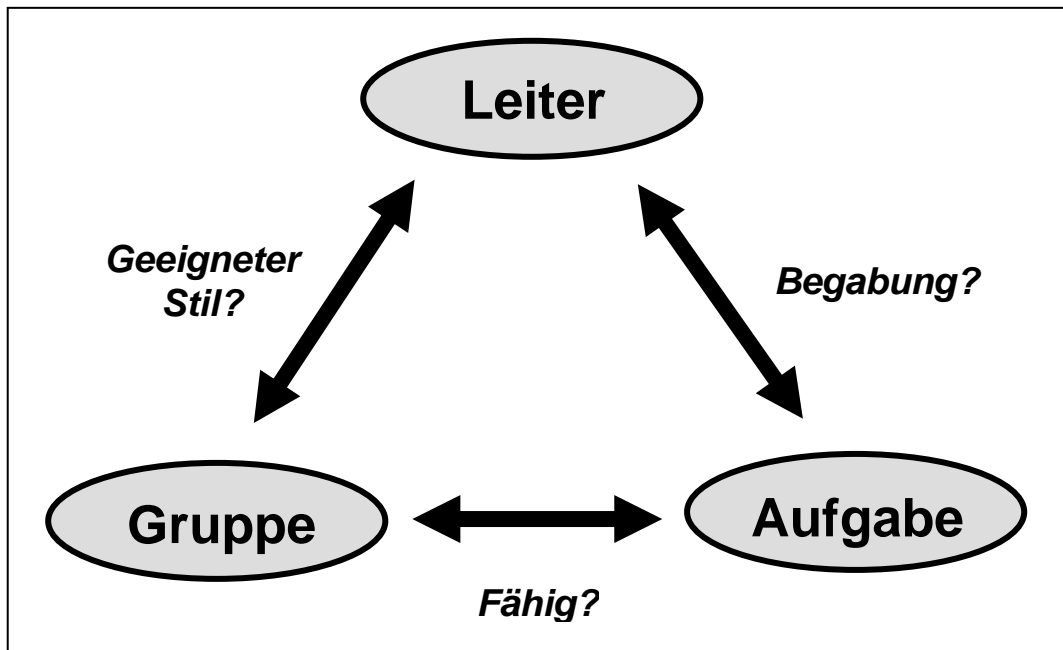 Leiter
Geeigneter
Stil?
Begabung?
Gruppe
Aufgabe
Fähig?